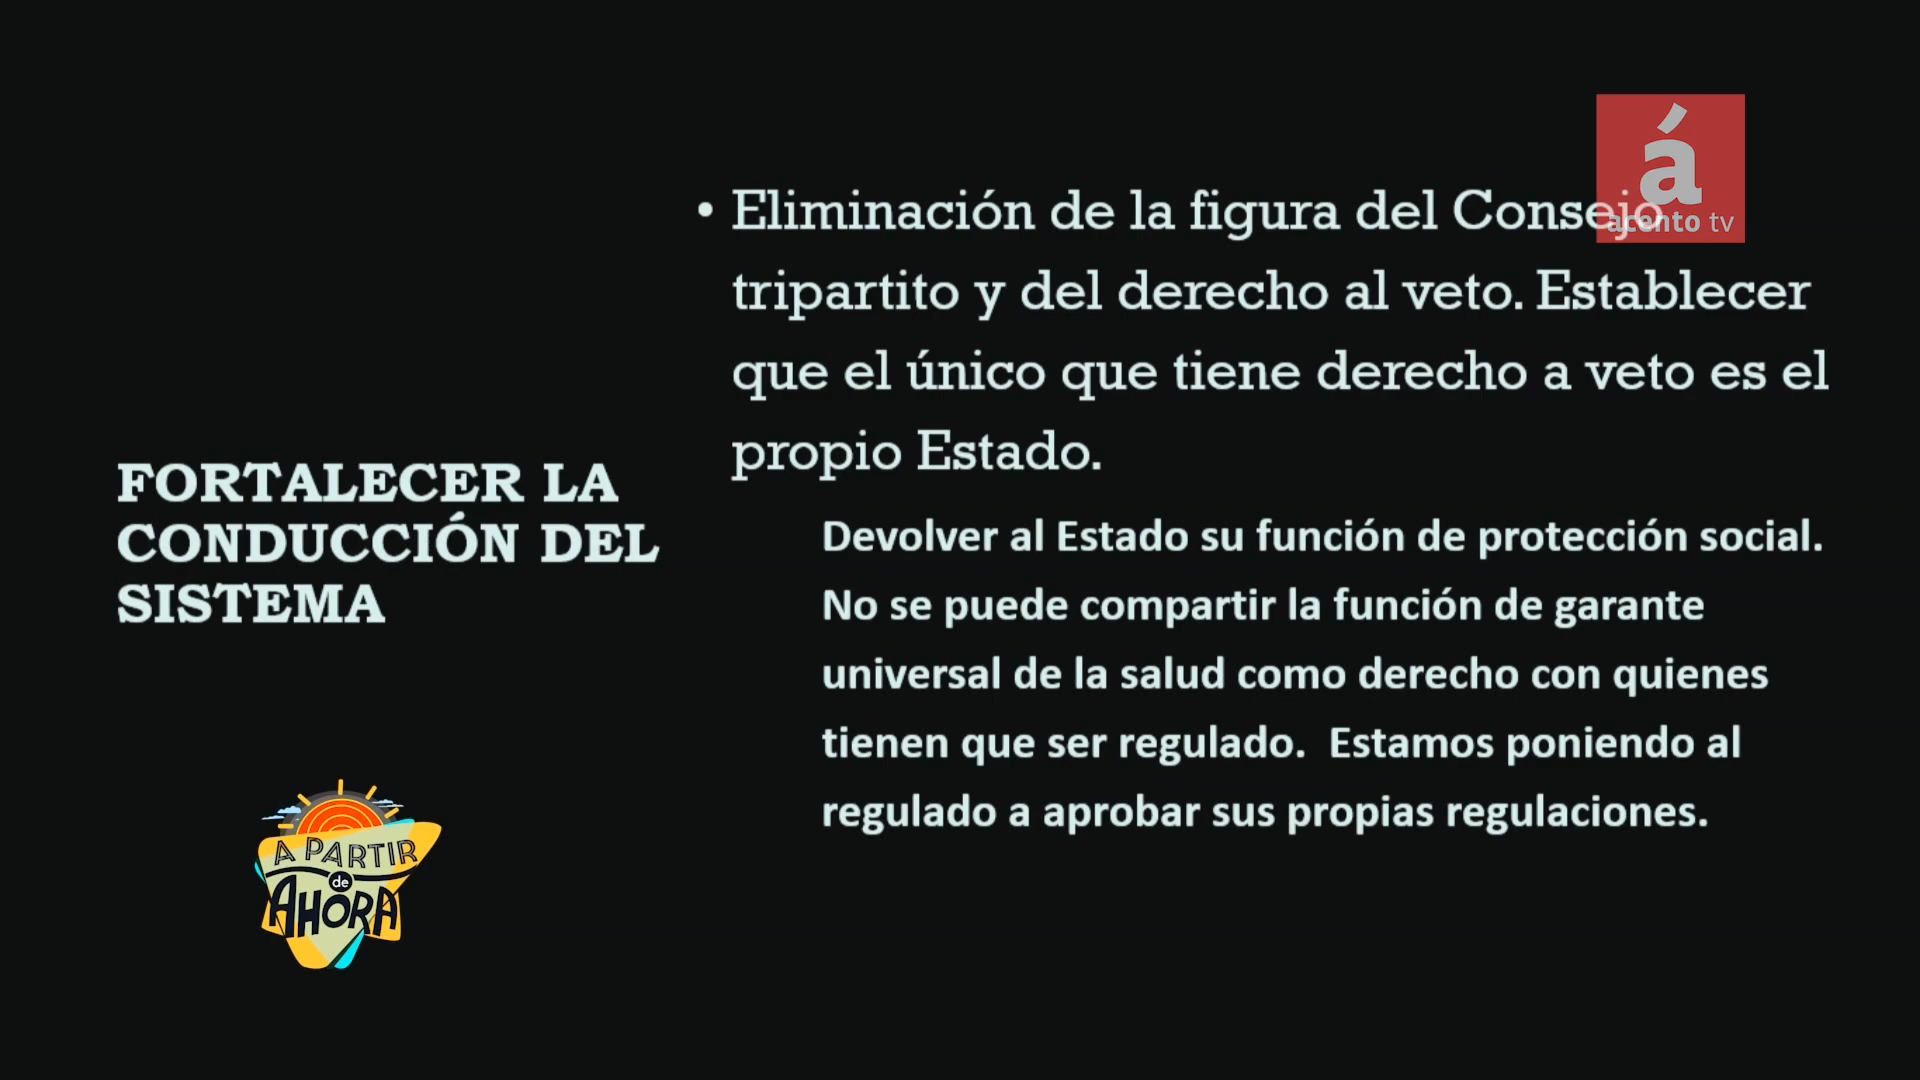 á
acento tv
• Eliminación de la figura del Consejo
tripartito y del derecho al veto. Establecer
que el único que tiene derecho a veto es el
propio Estado.
FORTALECER LA
CONDUCCIÓN DEL
SISTEMA
Devolver al Estado su función de protección social.
No se puede compartir la función de garante
universal de la salud como derecho con quienes
tienen que ser regulado.  Estamos poniendo al
regulado a aprobar sus propias regulaciones.
A PARTIR
de
AHORA